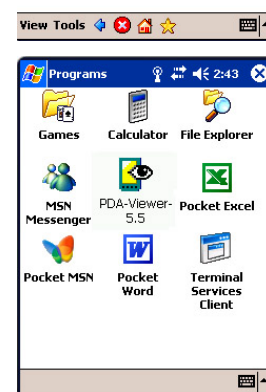 View Tools
Programs 2:43
Games Calculator File Explorer
MSN Messenger PDA-Viewer-5.5 Pocket Excel
Pocket MSN Pocket Word Terminal Services Client